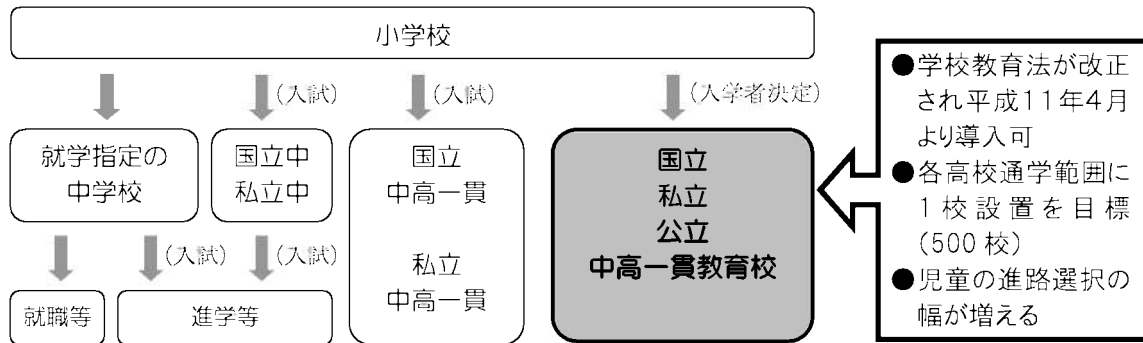 小学校
(入試)
(入試)
(入学者決定)
就学指定の
中学校
国立中
私立中
国立
中高一貫
私立
中高一貫
国立
私立
公立
中高一貫教育校
(入試)
(入試)
就職等
進学等
●学校教育法が改正
され平成11年4月
より導入可
●各高校通学範囲に
1校設置を目標
(500校)
●児童の進路選択の
幅が増える